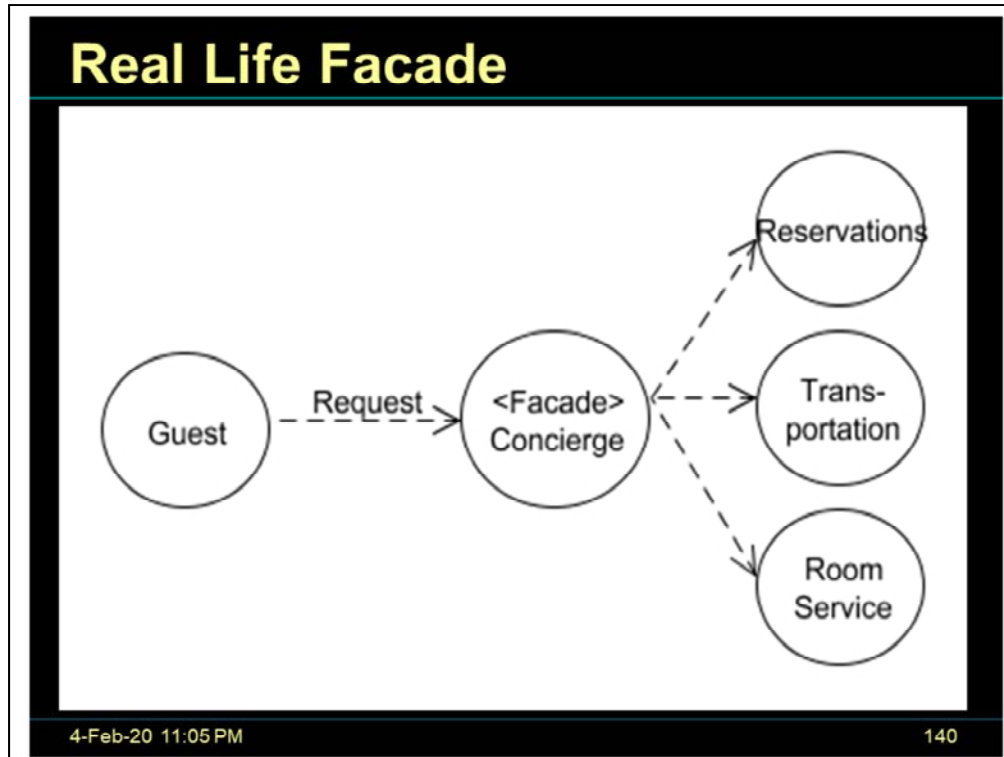 Real Life Facade
Reservations
Guest
Request
<Facade>
Concierge
Trans-
portation
Room
Service
4-Feb-20 11:05 PM
140